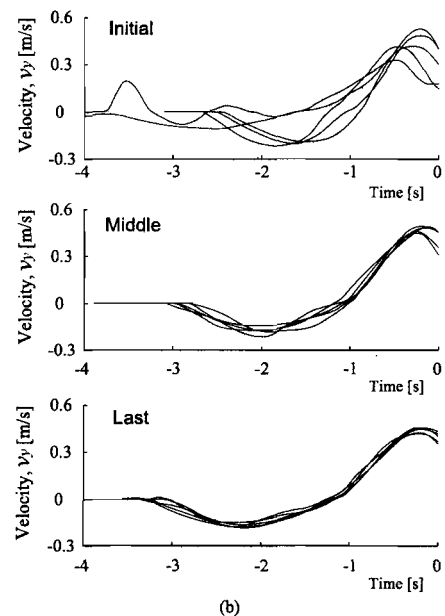 0.6
Initial
0.3
0
-0.3
-4
-3
-2
-1
0
Time [s]
Velocity, vy [m/s]
0.6
Middle
0.3
0
-0.3
-4
-3
-2
-1
0
Time [s]
Velocity, vy [m/s]
0.6
Last
0.3
0
-0.3
-4
-3
-2
-1
0
Time [s]
Velocity, vy [m/s]
(b)